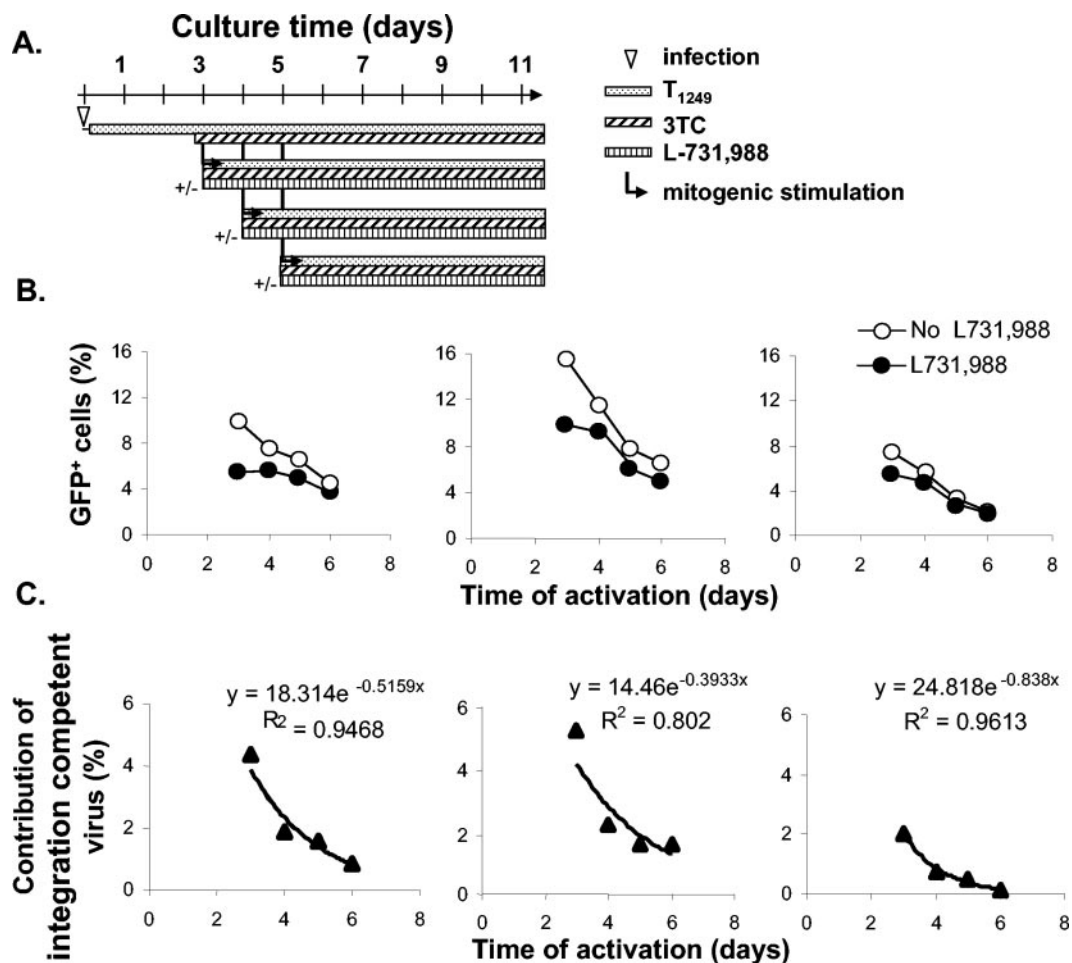 A.
Culture time (days)
1 3 5 7 9 11
infection
T1249
3TC
L-731,988
mitogenic stimulation
+/-
+/-
+/-
B.
GFP+ cells (%)
16
12
8
4
0
0 2 4 6 8
16
12
8
4
0
0 2 4 6 8
16
12
8
4
0
0 2 4 6 8
No L731,988
L731,988
Time of activation (days)
C.
Contribution of
integration competent
virus (%)
y = 18.314e -0.5159x
R2 = 0.9468
6
4
2
0
0 2 4 6 8
y = 14.46e-0.3933x
R2 = 0.802
6
4
2
0
0 2 4 6 8
y = 24.818e-0.838x
R2 = 0.9613
6
4
2
0
0 2 4 6 8
Time of activation (days)